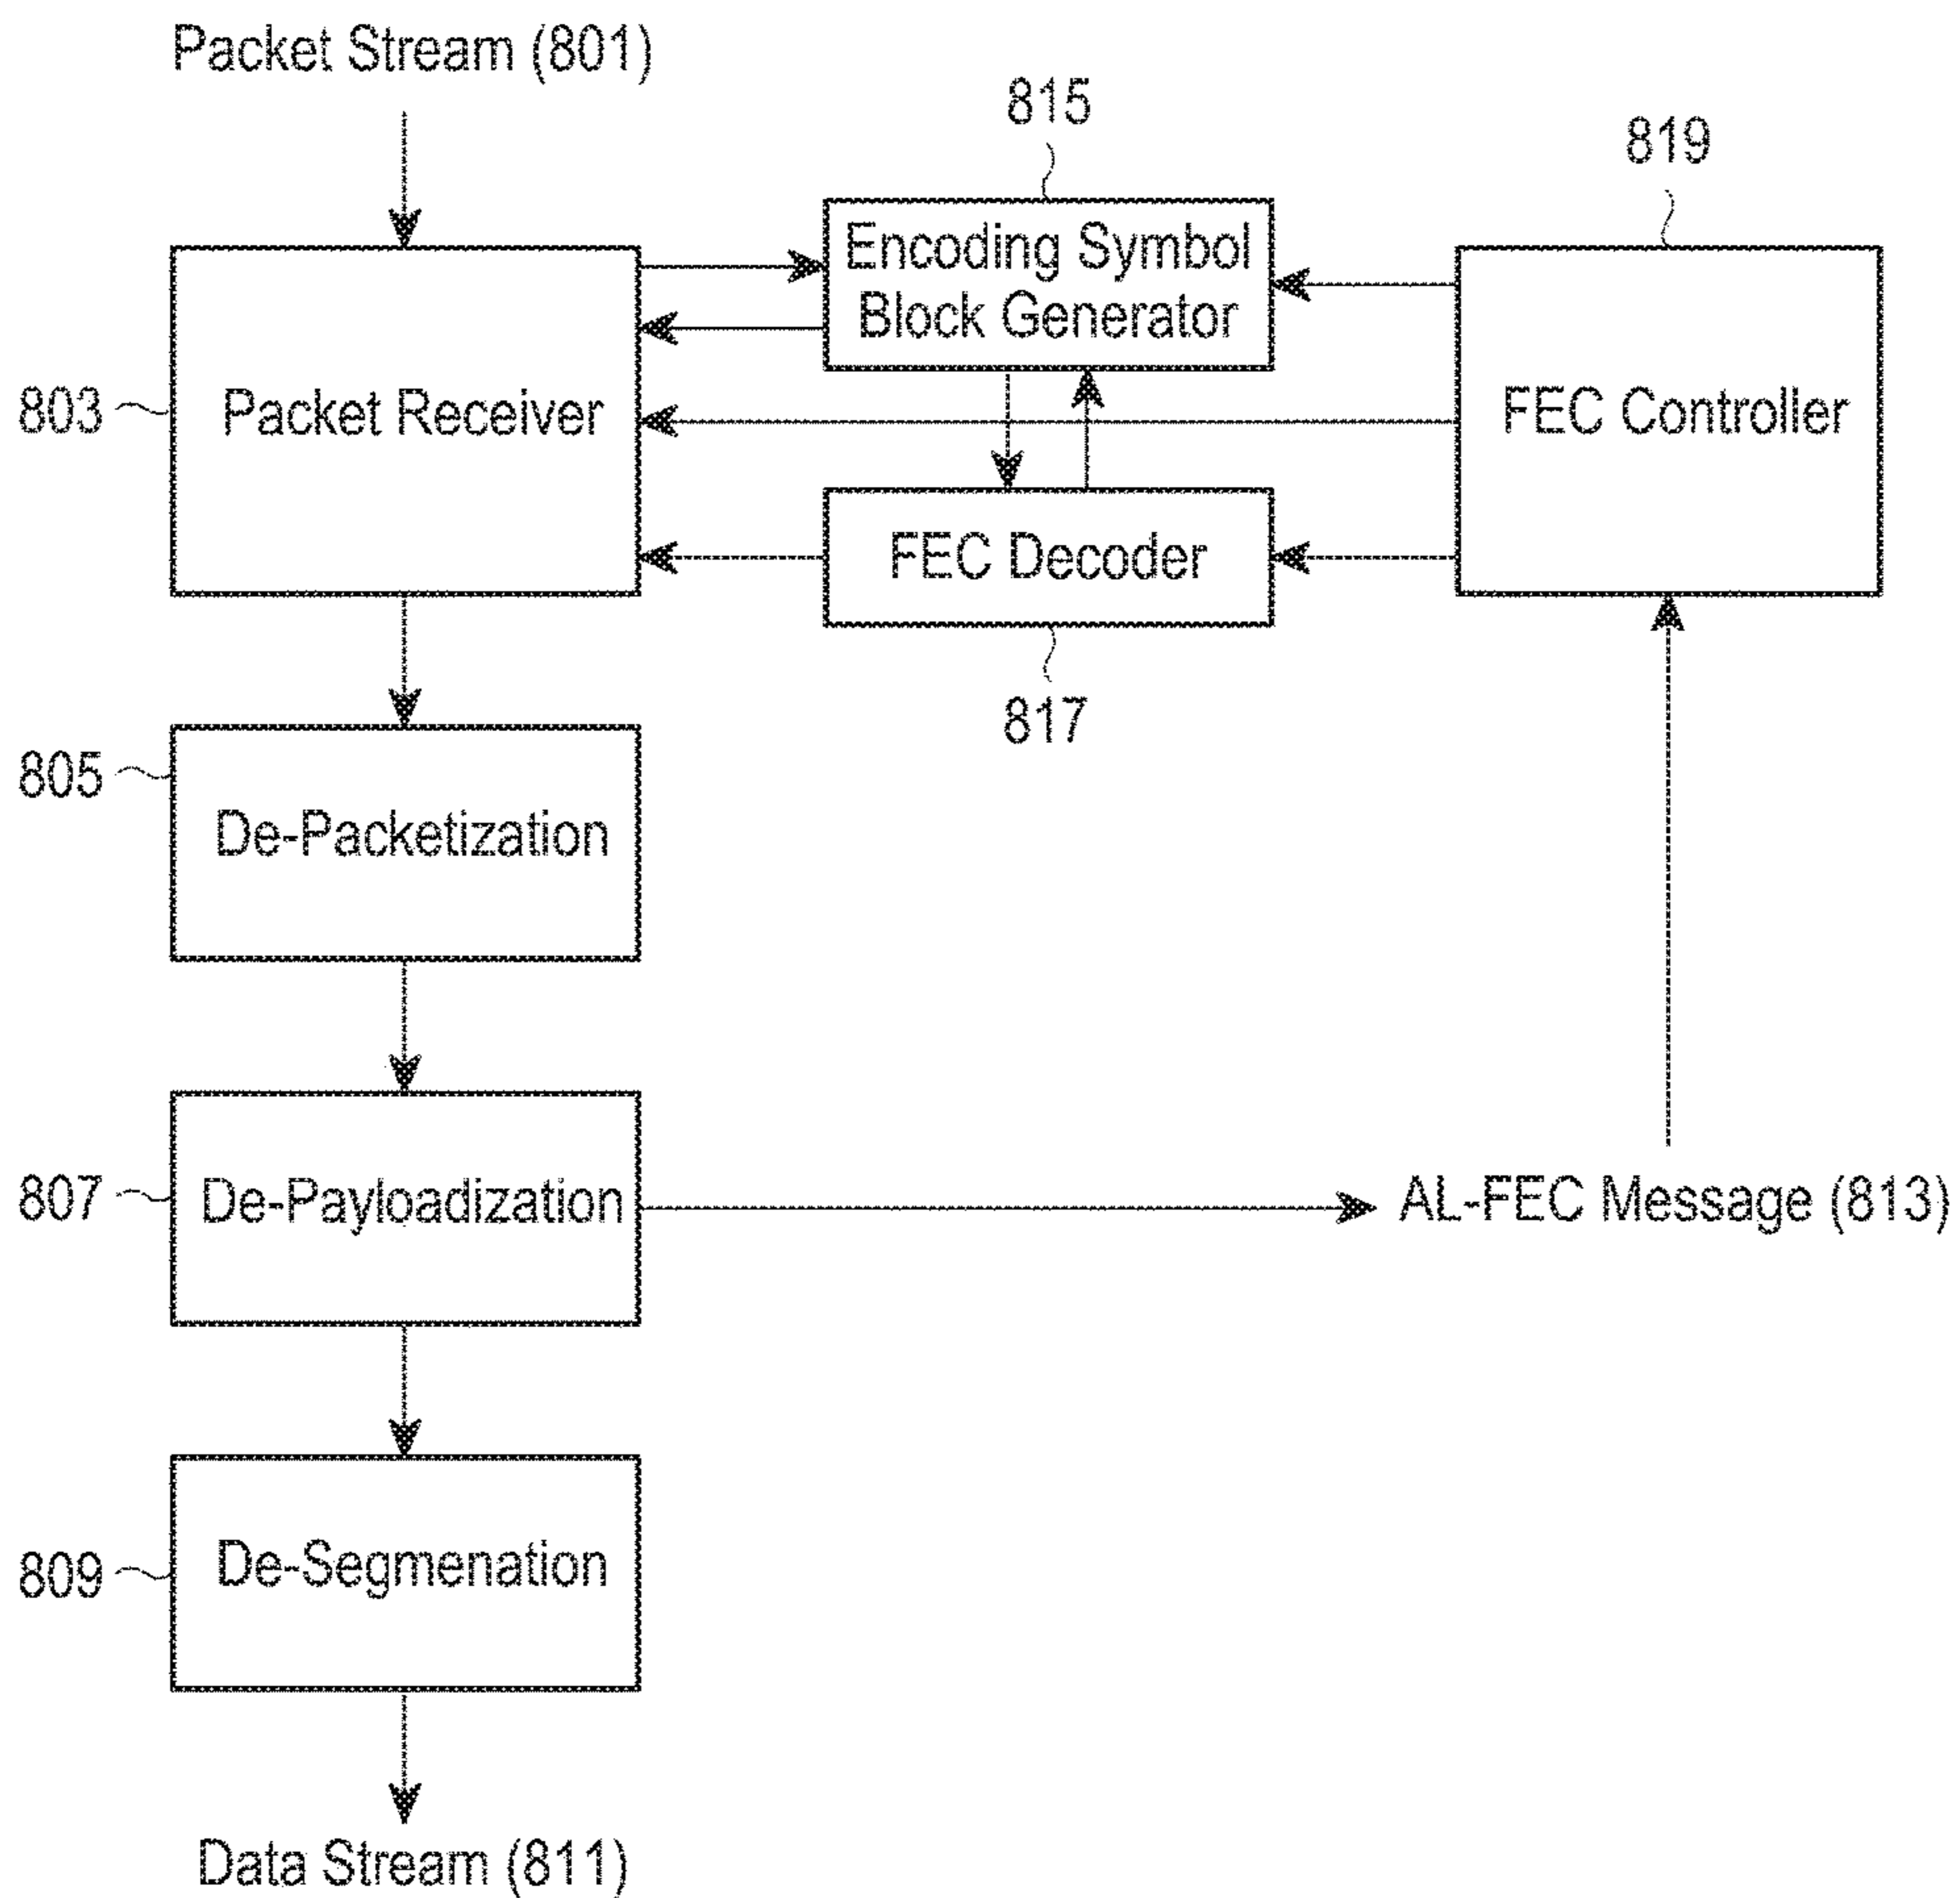 Packet Stream (801)
815
819
Encoding Symbol
Block Generator
803
Packet Receiver
FEC Controller
FEC Decoder
817
805
De-Packetization
807
De-Payloadization
AL-FEC Message (813)
809
De-Segmenation
Data Stream (811)